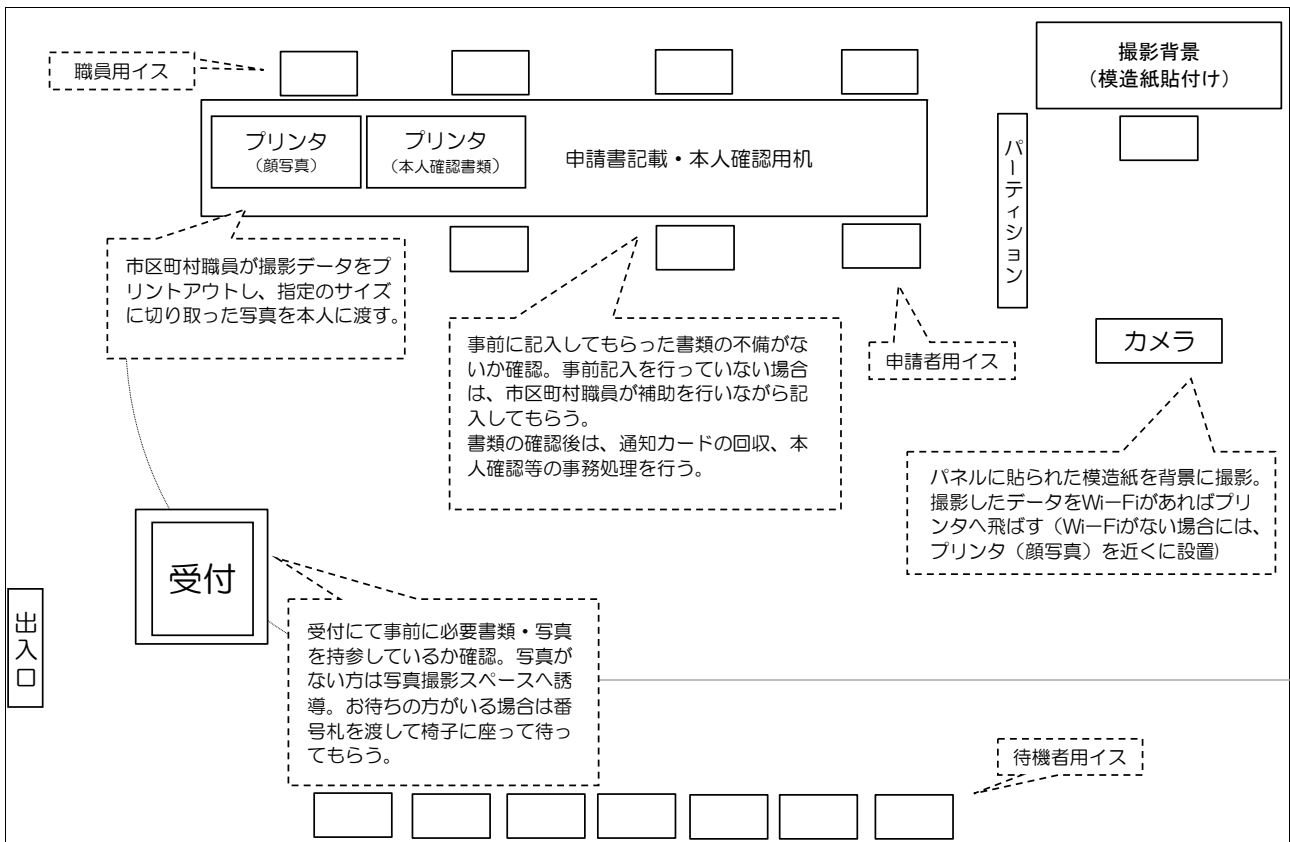 職員用イス
撮影背景
（模造紙貼付け）
プリンタ
（顔写真）
プリンタ
（本人確認書類）
申請書記載・本人確認用机
パーティション
市区町村職員が撮影データをプ
リントアウトし、指定のサイズ
に切り取った写真を本人に渡す。
事前に記入してもらった書類の不備がな
いか確認。事前記入を行っていない場合
は、市区町村職員が補助を行いながら記
入してもらう。
書類の確認後は、通知カードの回収、本
人確認等の事務処理を行う。
申請者用イス
カメラ
パネルに貼られた模造紙を背景に撮影。
撮影したデータをWi－Fiがあればプリ
ンタへ飛ばす（Wi－Fiがない場合には、
プリンタ（顔写真）を近くに設置)
受付
出入口
受付にて事前に必要書類・写真
を持参しているか確認。写真が
ない方は写真撮影スペースへ誘
導。お待ちの方がいる場合は番
号札を渡して椅子に座って待っ
てもらう。
待機者用イス